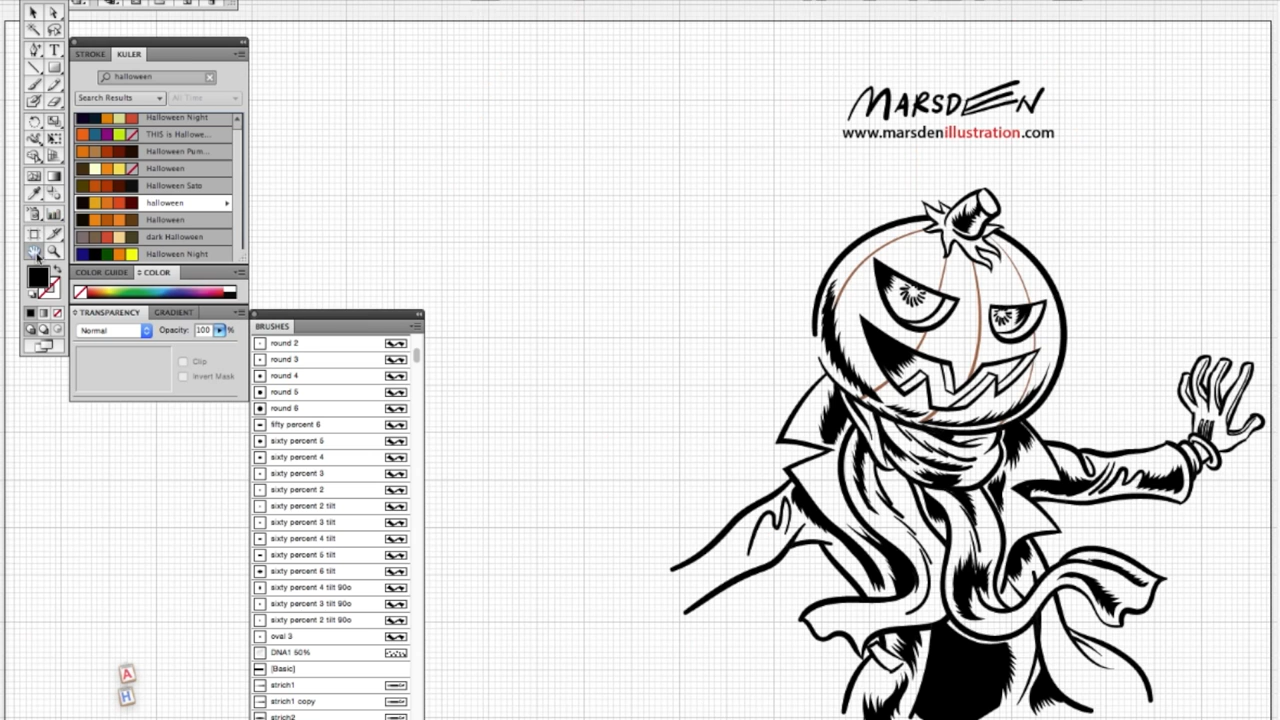 STROKE KULER
halloween
Search Results All Time
Halloween Night
THIS is Hallowe...
Halloween Pum...
Halloween
Halloween Sato
halloween
Halloween
dark Halloween
Halloween Night
COLOR GUIDE COLOR
TRANSPARENCY GRADIENT
Normal Opacity: 100 %
Clip
Invert Mask
BRUSHES
round 2
round 3
round 4
round 5
round 6
fifty percent 6
sixty percent 5
sixty percent 4
sixty percent 3
sixty percent 2
sixty percent 2 tilt
sixty percent 3 tilt
sixty percent 4 tilt
sixty percent 5 tilt
sixty percent 6 tilt
sixty percent 4 tilt 90o
sixty percent 3 tilt 90o
sixty percent 2 tilt 90o
oval 3
DNA1 50%
[Basic]
strich1
strich1 copy
strich2
A
H
MARSDEN
www.marsdenillustration.com